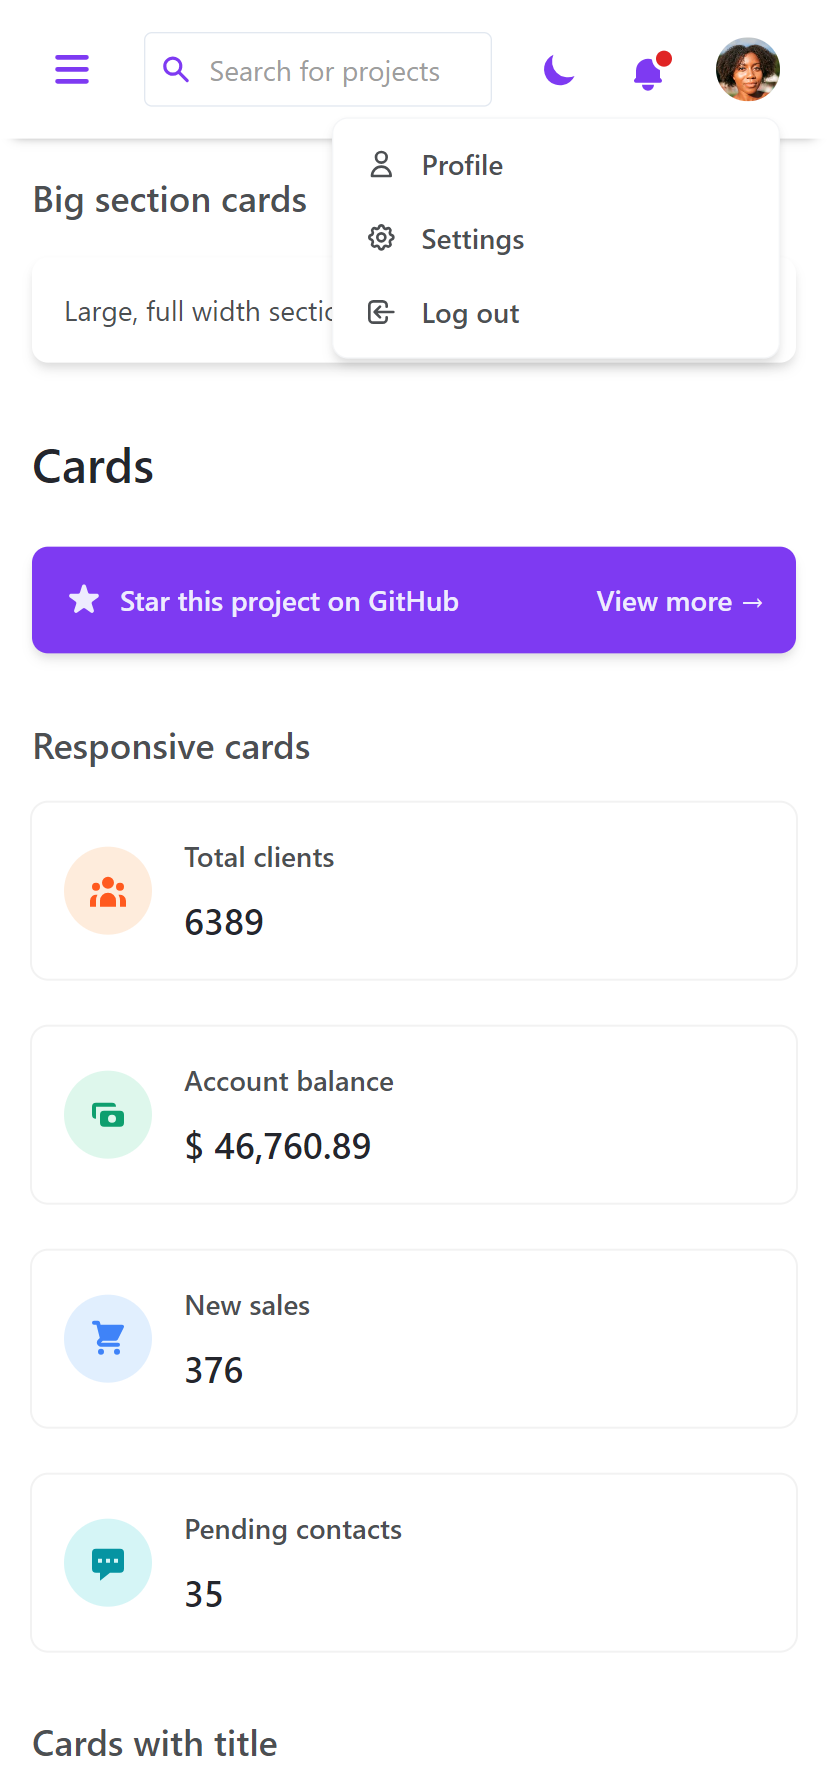 Search for projects
Profile
Settings
Log out
Big section cards
Large, full width
Cards
Star this project on GitHub
View more →
Responsive cards
Total clients
6389
Account balance
$ 46,760.89
New sales
376
Pending contacts
35
Cards with title